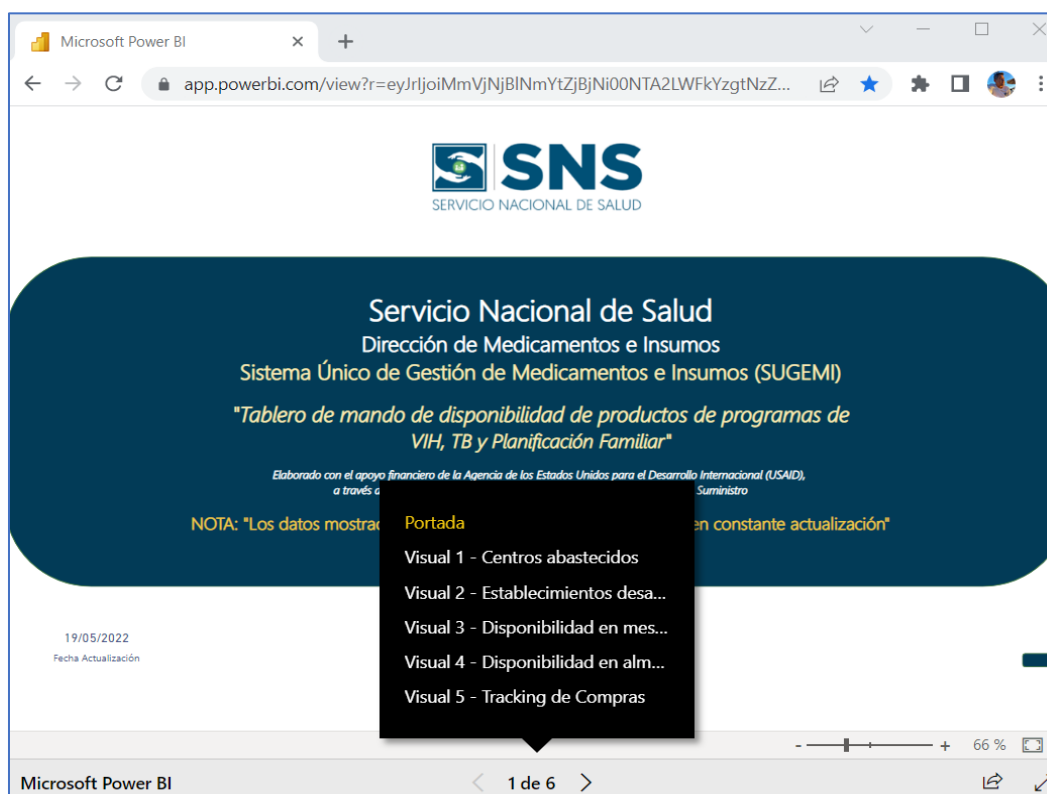 Microsoft Power BI
app.powerbi.com/view?r=eyJrIjoiMmVjNjBlNmYtZjBjNi00NTA2LWFkYzgtNzZ...
SNS
SERVICIO NACIONAL DE SALUD
Servicio Nacional de Salud
Dirección de Medicamentos e Insumos
Sistema Único de Gestión de Medicamentos e Insumos (SUGEMI)
"Tablero de mando de disponibilidad de productos de programas de
VIH, TB y Planificación Familiar"
Elaborado con el apoyo financiero de la Agencia de los Estados Unidos para el Desarrollo Internacional (USAID),
a través Suministro
NOTA: "Los datos en constante actualización"
Portada
Visual 1 - Centros abastecidos
Visual 2 - Establecimientos desa...
Visual 3 - Disponibilidad en mes...
Visual 4 - Disponibilidad en alm...
Visual 5 - Tracking de Compras
19/05/2022
Fecha Actualización
- + 66 %
Microsoft Power BI
1 de 6